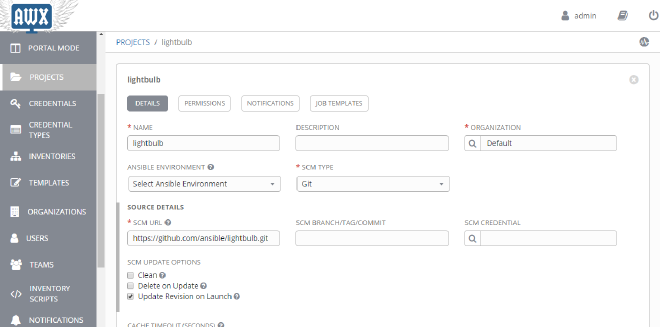 AWX
admin
PORTAL MODE
PROJECTS / lightbulb
PROJECTS
lightbulb
CREDENTIALS
DETAILS PERMISSIONS NOTIFICATIONS JOB TEMPLATES
CREDENTIAL
TYPES
* NAME DESCRIPTION * ORGANIZATION
lightbulb Default
INVENTORIES
ANSIBLE ENVIRONMENT ? * SCM TYPE
TEMPLATES
Select Ansible Environment Git
ORGANIZATIONS
SOURCE DETAILS
* SCM URL ? SCM BRANCH/TAG/COMMIT SCM CREDENTIAL
USERS
https://github.com/ansible/lightbulb.git
TEAMS
SCM UPDATE OPTIONS
Clean ?
INVENTORY
SCRIPTS
Delete on Update ?
Update Revision on Launch ?
NOTIFICATIONS
CACHE TIMEOUT (SECONDS) ?